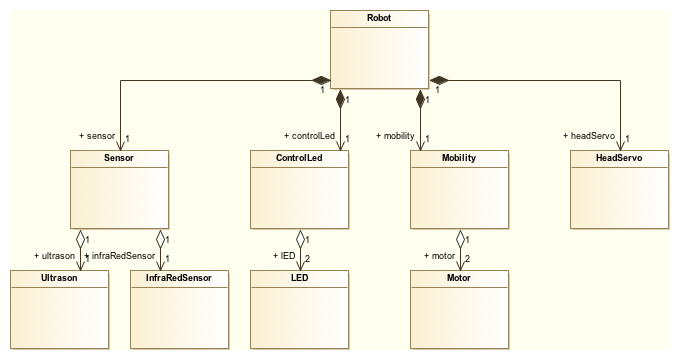 Robot
1
1
1
1
+ sensor
1
+ controlLed
1
+ mobility
1
+ headServo
1
Sensor
ControlLed
Mobility
HeadServo
1
1
1
1
+ ultrason
1
+ infraRedSensor
1
+ lED
2
+ motor
2
Ultrason
InfraRedSensor
LED
Motor